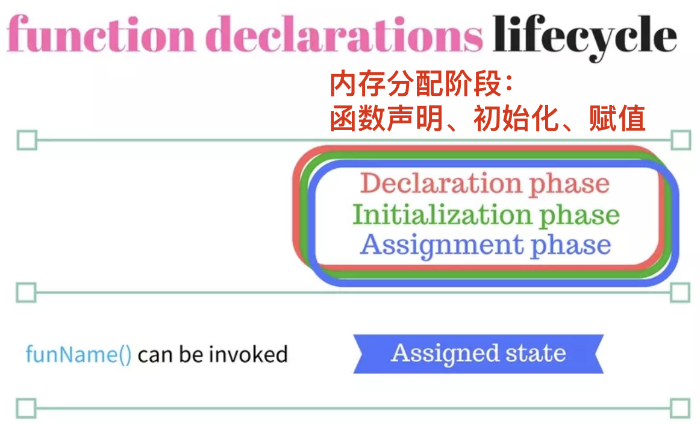 function declarations lifecycle
内存分配阶段：
函数声明、初始化、赋值
Declaration phase
Initialization phase
Assignment phase
funName() can be invoked
Assigned state